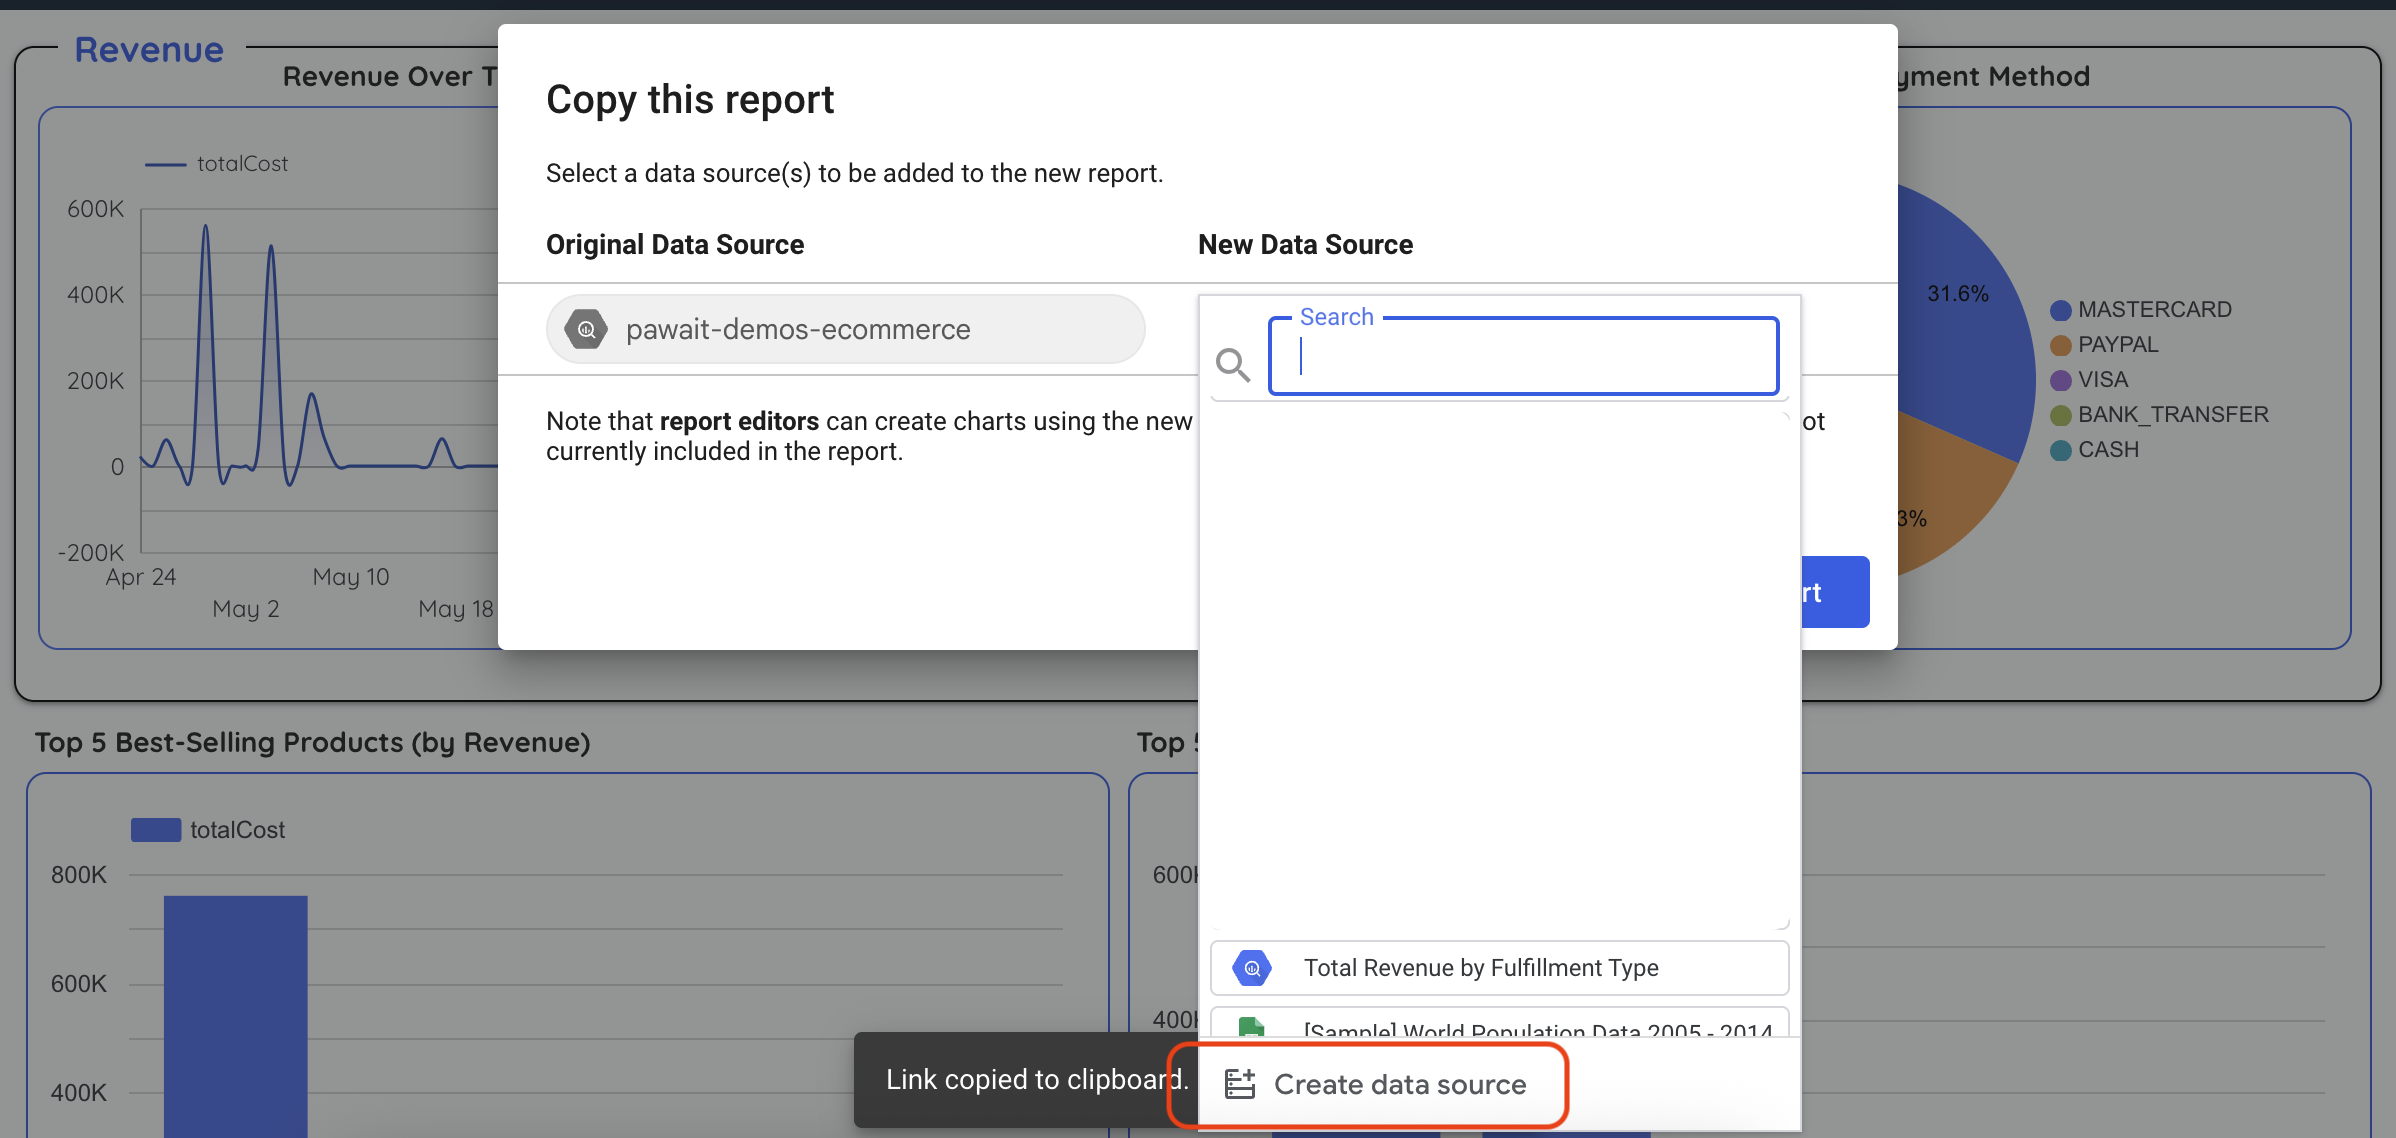 Revenue
Revenue Over T
totalCost
600K
400K
200K
0
-200K
Apr 24
May 2
May 10
May 18
Copy this report
Select a data source(s) to be added to the new report.
Original Data Source
New Data Source
pawait-demos-ecommerce
Search
Note that report editors can create charts using the new
ot
currently included in the report.
rt
yment Method
31.6%
3%
MASTERCARD
PAYPAL
VISA
BANK_TRANSFER
CASH
Top 5 Best-Selling Products (by Revenue)
totalCost
800K
600K
400K
Top 5
600K
400K
Total Revenue by Fulfillment Type
[Sample] World Population Data 2005 - 2014
Link copied to clipboard.
Create data source